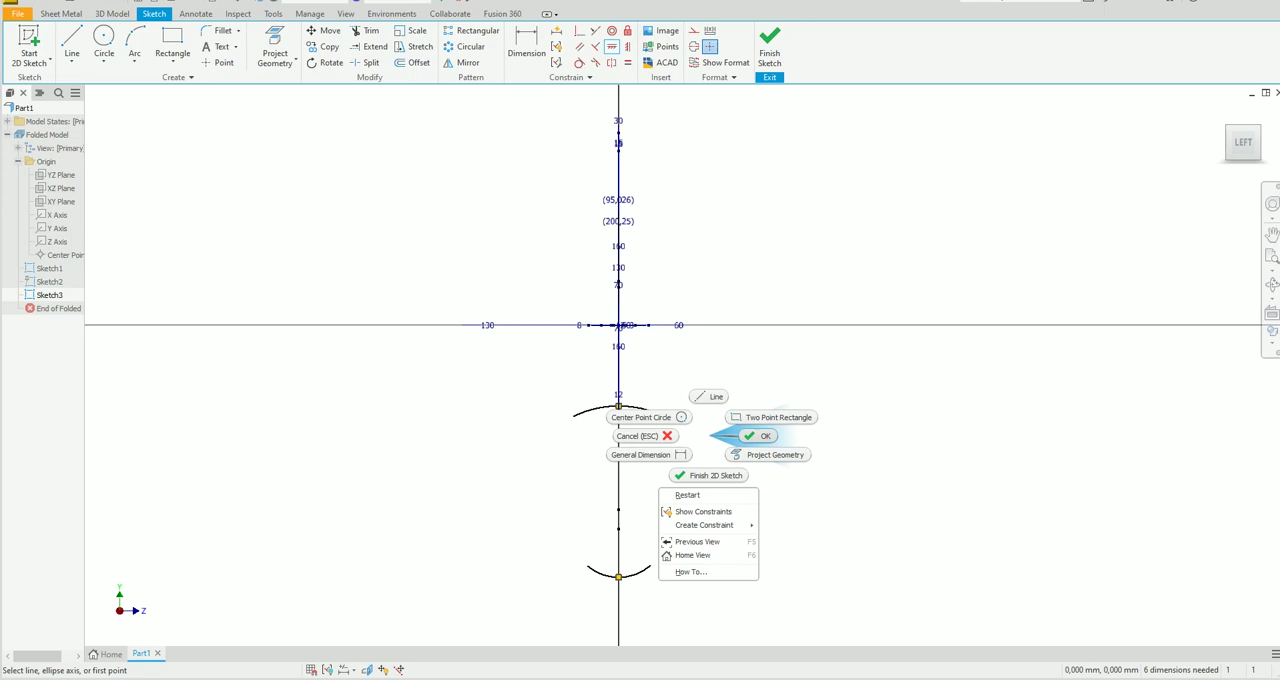 File Sheet Metal 3D Model Sketch Annotate Inspect Tools Manage View Environments Collaborate Fusion 360
Start
2D Sketch
Line
Circle
Arc
Rectangle
Fillet
Text
Point
Project
Geometry
Move
Copy
Rotate
Trim
Extend
Split
Scale
Stretch
Offset
Rectangular
Circular
Mirror
Dimension
Image
Points
ACAD
Show Format
Finish
Sketch
Sketch Create Modify Pattern Constrain Insert Format Exit
Part1
Model States: [Pri
Folded Model
View: [Primary]
Origin
YZ Plane
XZ Plane
XY Plane
X Axis
Y Axis
Z Axis
Center Poin
Sketch1
Sketch2
Sketch3
End of Folded
LEFT
30
(95,026)
(200,25)
160
130
70
130 8 60
160
12
Line
Center Point Circle Two Point Rectangle
Cancel (ESC) OK
General Dimension Project Geometry
Finish 2D Sketch
Restart
Show Constraints
Create Constraint
Previous View F5
Home View F6
How To...
Y
Z
Home Part1
Select line, ellipse axis, or first point 0,000 mm, 0,000 mm 6 dimensions needed 1 1